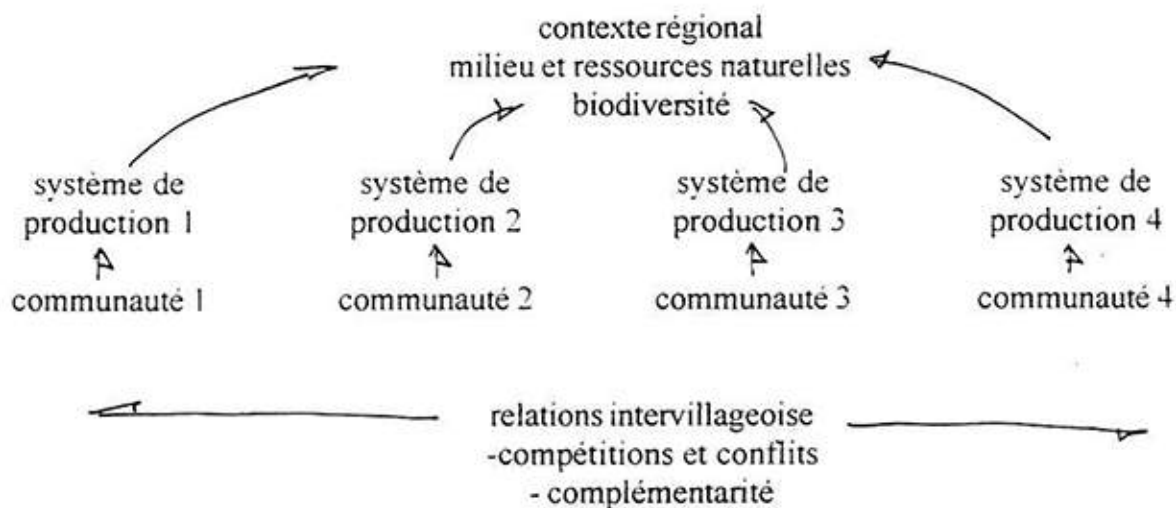 contexte régional
milieu et ressources naturelles
biodiversité
système de
production 1
système de
production 2
système de
production 3
système de
production 4
communauté 1
communauté 2
communauté 3
communauté 4
relations intervillageoise
-compétitions et conflits
- complémentarité